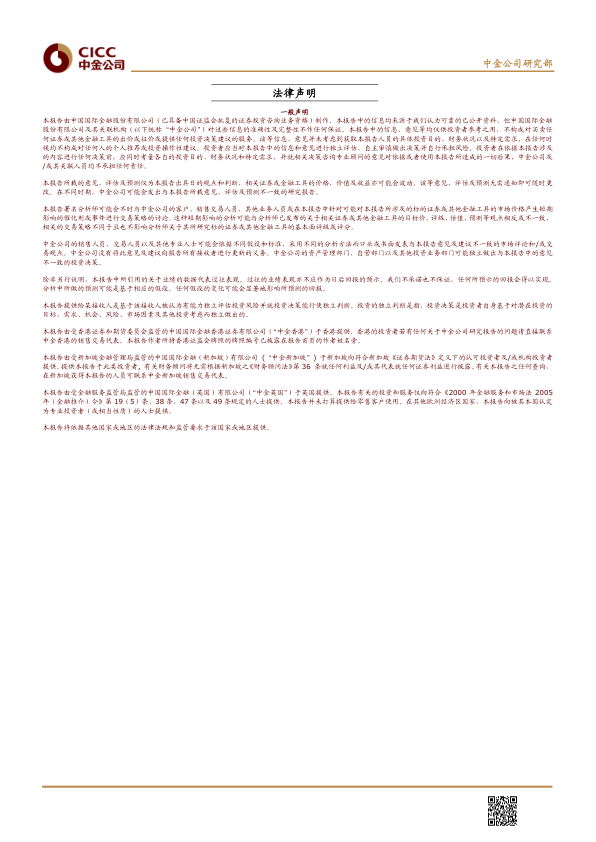 CICC
中金公司
中金公司研究部
法律声明
一般声明
本报告由中国国际金融股份有限公司（已具备中国证监会批复的证券投资咨询业务资格）制作。本报告中的信息均来源于我们认为可靠的已公开资料，但中国国际金融
股份有限公司及其关联机构（以下统称“中金公司”）对这些信息的准确性及完整性不作任何保证。本报告中的信息、意见等均仅供投资者参考之用，不构成对买卖任
何证券或其他金融工具的出价或征价或提供任何投资决策建议的服务。该等信息、意见并未考虑到获取本报告人员的具体投资目的、财务状况以及特定需求，在任何时
候均不构成对任何人的个人推荐或投资操作性建议。投资者应当对本报告中的信息和意见进行独立评估，自主审慎做出决策并自行承担风险。投资者在依据本报告涉及
的内容进行任何决策前，应同时考量各自的投资目的、财务状况和特定需求，并就相关决策咨询专业顾问的意见对依据或者使用本报告所造成的一切后果，中金公司及
/或其关联人员均不承担任何责任。
本报告所载的意见、评估及预测仅为本报告出具日的观点和判断，相关证券或金融工具的价格、价值及收益亦可能会波动。该等意见、评估及预测无需通知即可随时更
改。在不同时期，中金公司可能会发出与本报告所载意见、评估及预测不一致的研究报告。
本报告署名分析师可能会不时与中金公司的客户、销售交易人员、其他业务人员或在本报告中针对可能对本报告所涉及的标的证券或其他金融工具的市场价格产生短期
影响的催化剂或事件进行交易策略的讨论。这种短期影响的分析可能与分析师已发布的关于相关证券或其他金融工具的目标价、评级、估值、预测等观点相反或不一致，
相关的交易策略不同于且也不影响分析师关于其所研究标的证券或其他金融工具的基本面评级或评分。
中金公司的销售人员、交易人员以及其他专业人士可能会依据不同假设和标准、采用不同的分析方法而口头或书面发表与本报告意见及建议不一致的市场评论和/或交
易观点。中金公司没有将此意见及建议向报告所有接收者进行更新的义务。中金公司的资产管理部门、自营部门以及其他投资业务部门可能独立做出与本报告中的意见
不一致的投资决策。
除非另行说明，本报告中所引用的关于业绩的数据代表过往表现。过往的业绩表现亦不应作为日后回报的预示。我们不承诺也不保证，任何所预示的回报会得以实现。
分析中所做的预测可能是基于相应的假设。任何假设的变化可能会显著地影响所预测的回报。
本报告提供给某接收人是基于该接收人被认为有能力独立评估投资风险并就投资决策能行使独立判断。投资的独立判断是指，投资决策是投资者自身基于对潜在投资的
目标、需求、机会、风险、市场因素及其他投资考虑而独立做出的。
本报告由受香港证券和期货委员会监管的中国国际金融香港证券有限公司（“中金香港”）于香港提供。香港的投资者若有任何关于中金公司研究报告的问题请直接联系
中金香港的销售交易代表。本报告作者所持香港证监会牌照的牌照编号已披露在报告首页的作者姓名旁。
本报告由受新加坡金融管理局监管的中国国际金融（新加坡）有限公司（“中金新加坡”）于新加坡向符合新加坡《证券期货法》定义下的认可投资者及/或机构投资者
提供。提供本报告于此类投资者，有关财务顾问将无需根据新加坡之《财务顾问法》第 36 条就任何利益及/或其代表就任何证券利益进行披露。有关本报告之任何查询，
在新加坡获得本报告的人员可联系中金新加坡销售交易代表。
本报告由受金融服务监管局监管的中国国际金融（英国）有限公司（“中金英国”）于英国提供。本报告有关的投资和服务仅向符合《2000 年金融服务和市场法 2005
年（金融推介）令》第 19（5）条、38 条、47 条以及 49 条规定的人士提供。本报告并未打算提供给零售客户使用。在其他欧洲经济区国家，本报告向被其本国认定
为专业投资者（或相当性质）的人士提供。
本报告将依据其他国家或地区的法律法规和监管要求于该国家或地区提供。